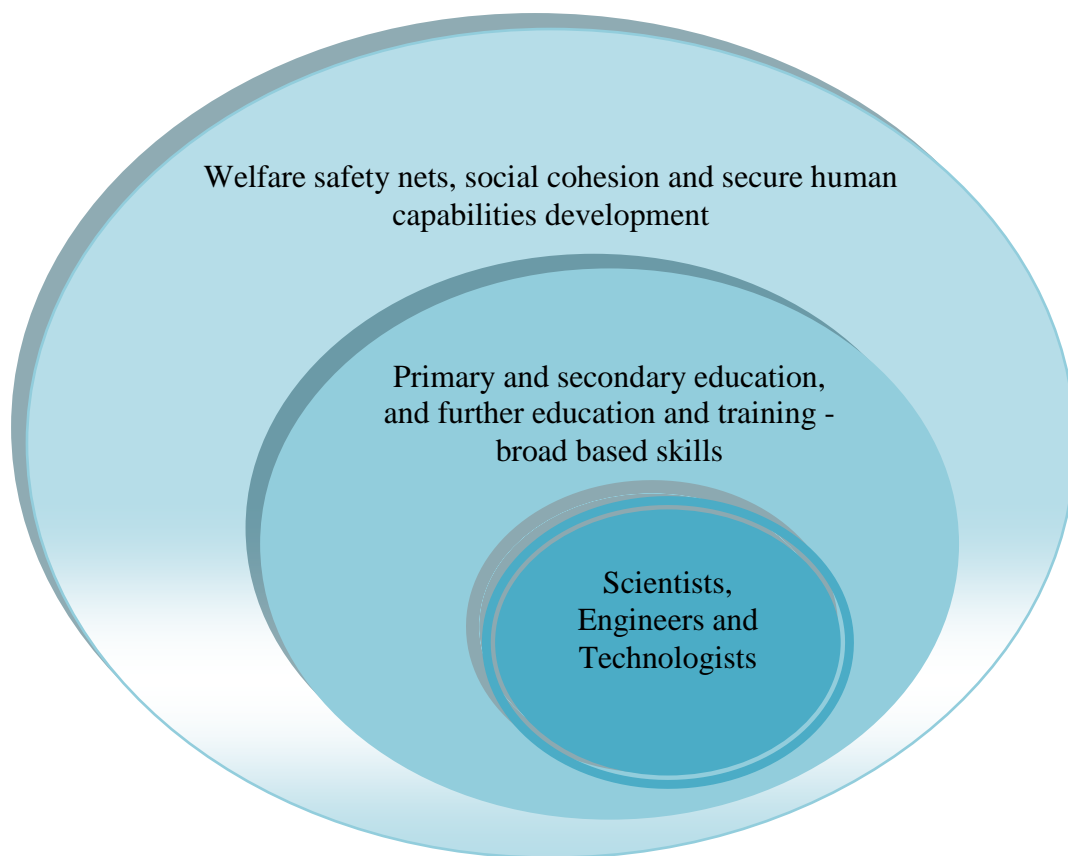 Welfare safety nets, social cohesion and secure human
capabilities development
Primary and secondary education,
and further education and training -
broad based skills
Scientists,
Engineers and
Technologists